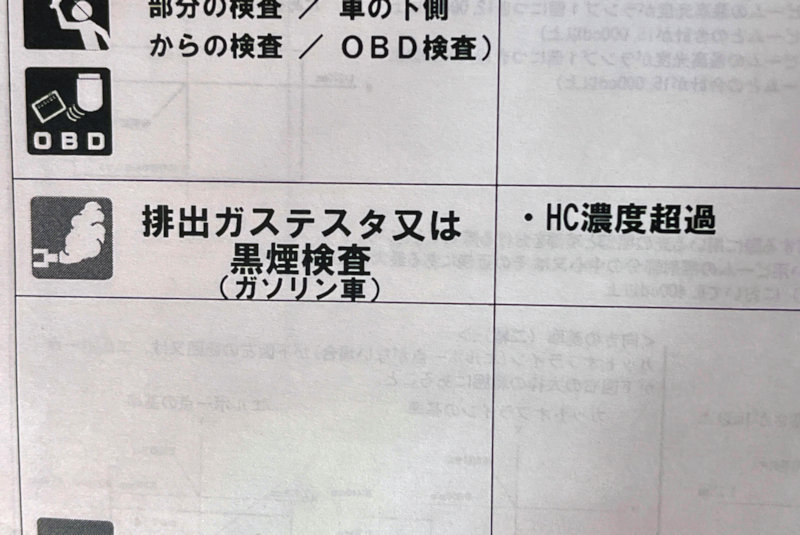 部分の検査 / 車の下側
からの検査 / OBD検査)
OBD
排出ガステスタ又は
黒煙検査
(ガソリン車)
・HC濃度超過